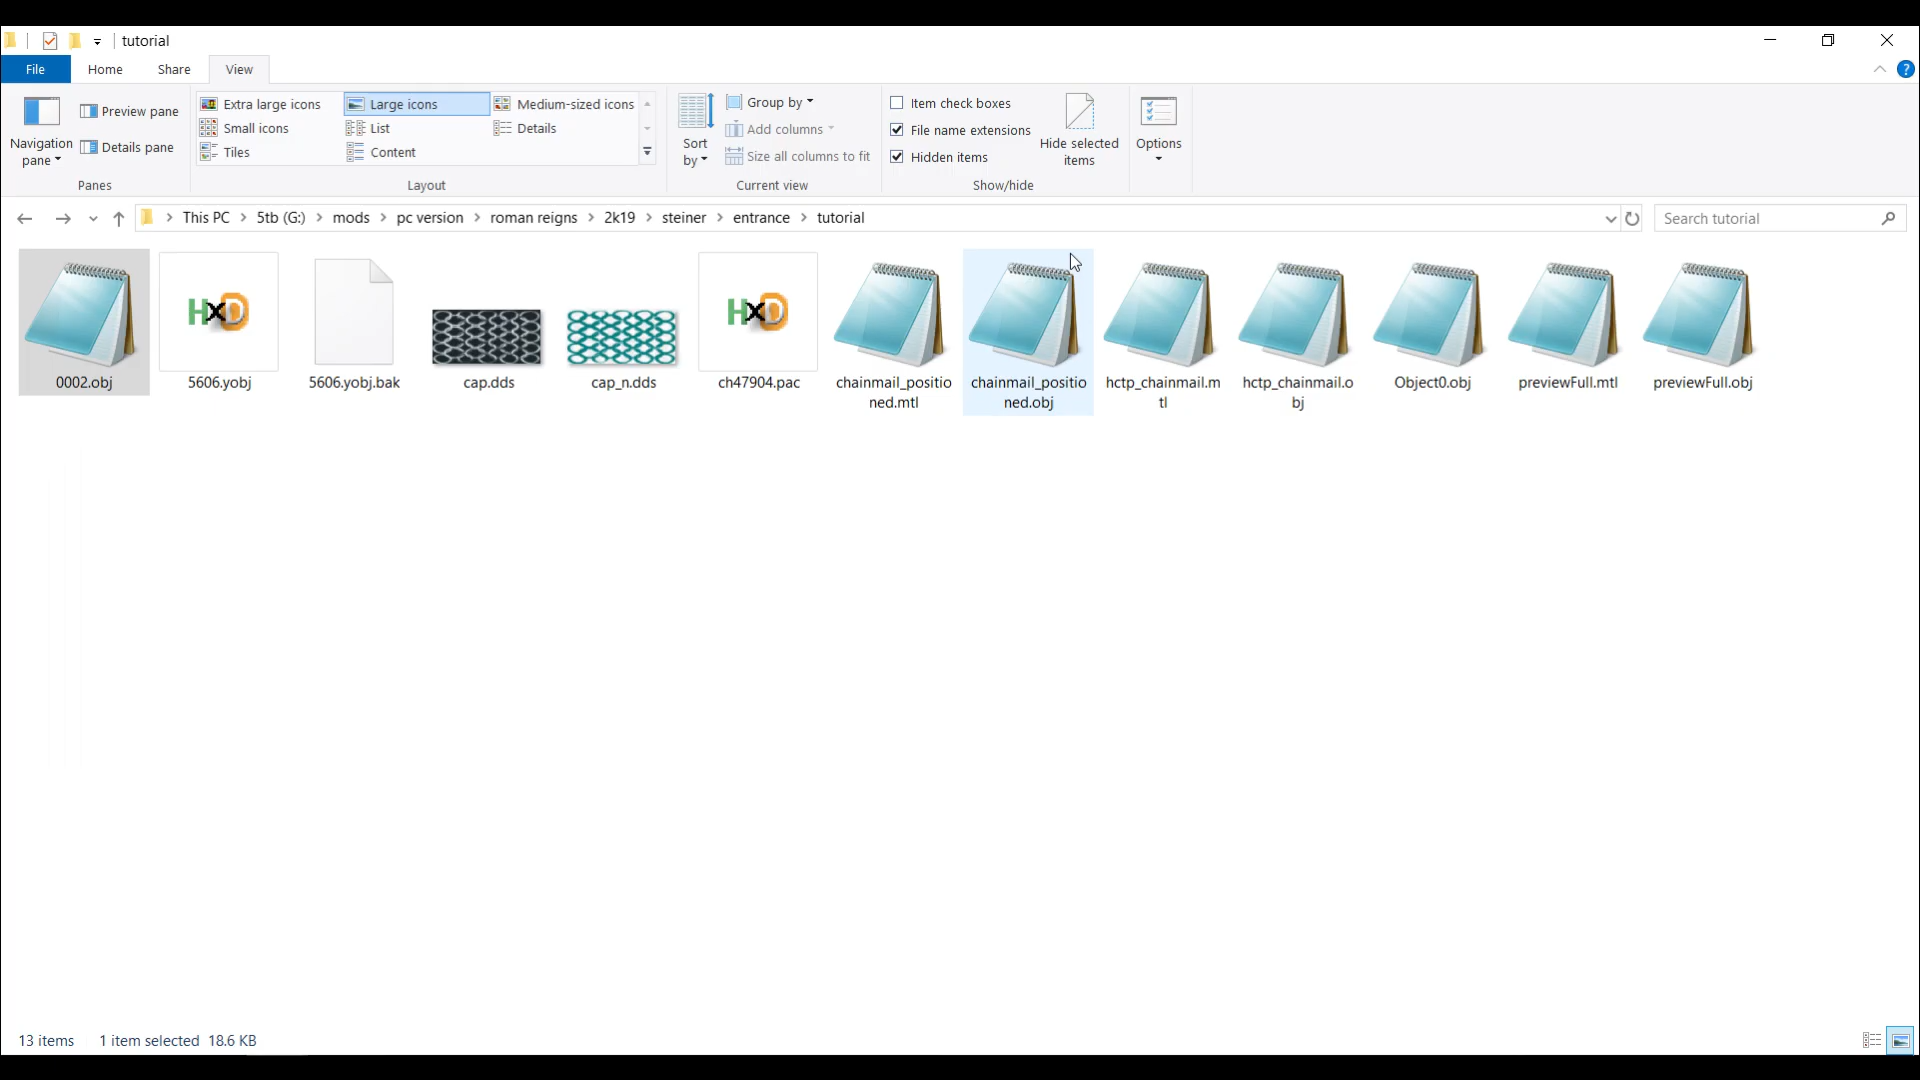 tutorial
File
Home
Share
View
?
Navigation
pane
Preview pane
Details pane
Panes
Extra large icons
Large icons
Medium-sized icons
Small icons
List
Details
Tiles
Content
Layout
Sort
by
Group by
Add columns
Size all columns to fit
Current view
Item check boxes
File name extensions
Hidden items
Hide selected
items
Show/hide
Options
This PC > 5tb (G:) > mods > pc version > roman reigns > 2k19 > steiner > entrance > tutorial
Search tutorial
HxD
HxD
0002.obj
5606.yobj
5606.yobj.bak
cap.dds
cap_n.dds
ch47904.pac
chainmail_positio
ned.mtl
chainmail_positio
ned.obj
hctp_chainmail.m
tl
hctp_chainmail.o
bj
Object0.obj
previewFull.mtl
previewFull.obj
13 items
1 item selected 18.6 KB